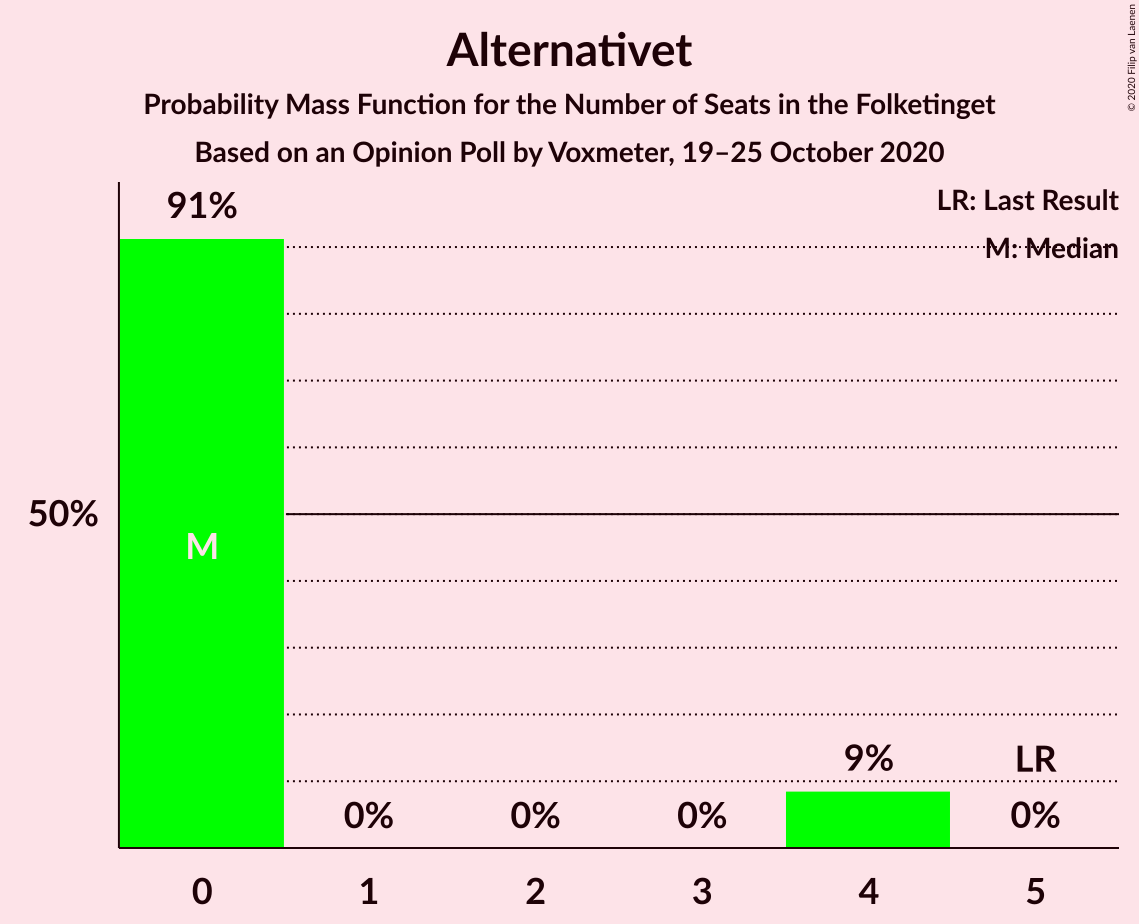 Alternativet
Probability Mass Function for the Number of Seats in the Folketinget
Based on an Opinion Poll by Voxmeter, 19–25 October 2020
© 2020 Filip van Laenen
LR: Last Result
M: Median
91%
50%
M
9%
LR
0%
0%
0%
0%
0 1 2 3 4 5